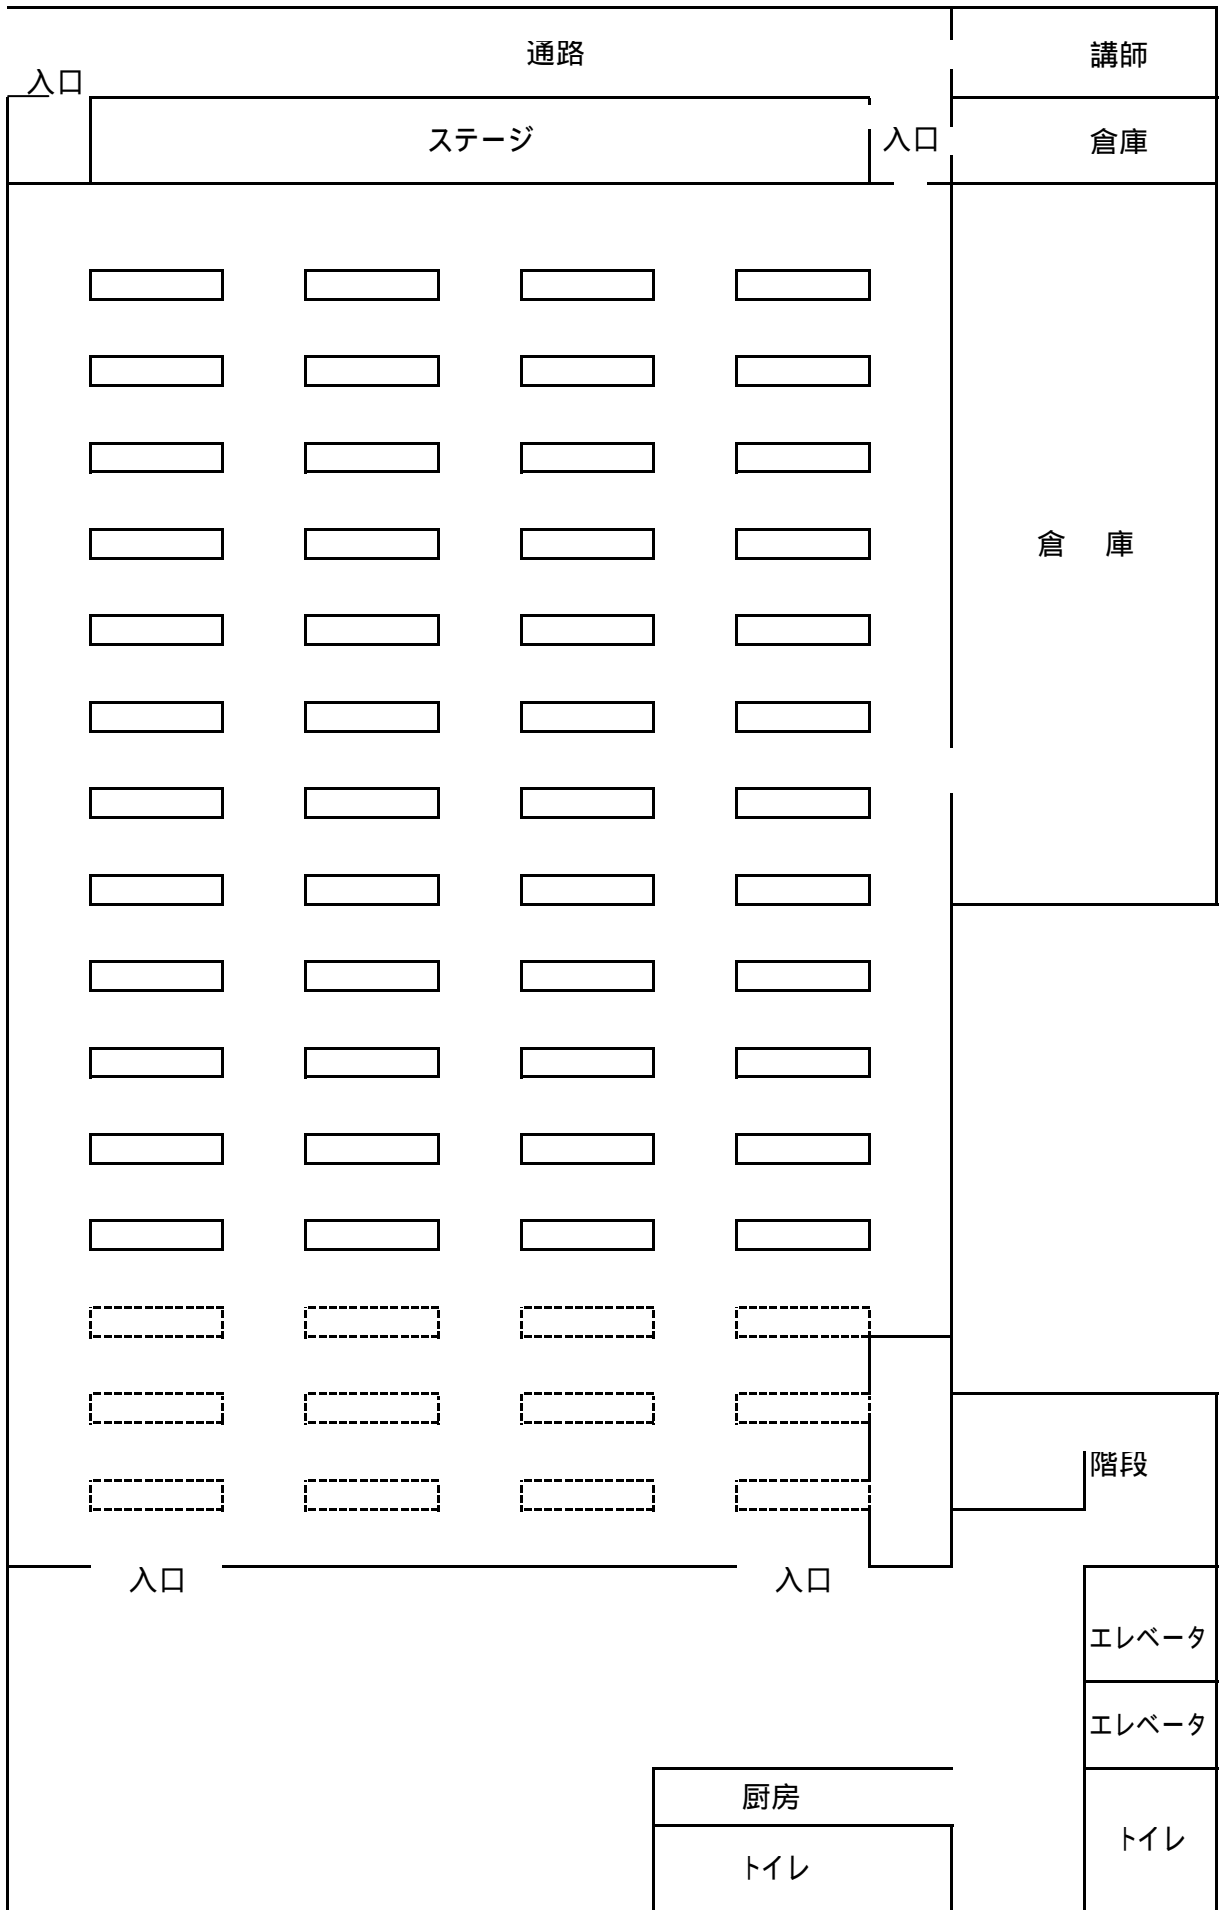 通路
講師
入口
ステージ
入口
倉庫
倉　庫
階段
入口
入口
エレベータ
エレベータ
厨房
トイレ
トイレ